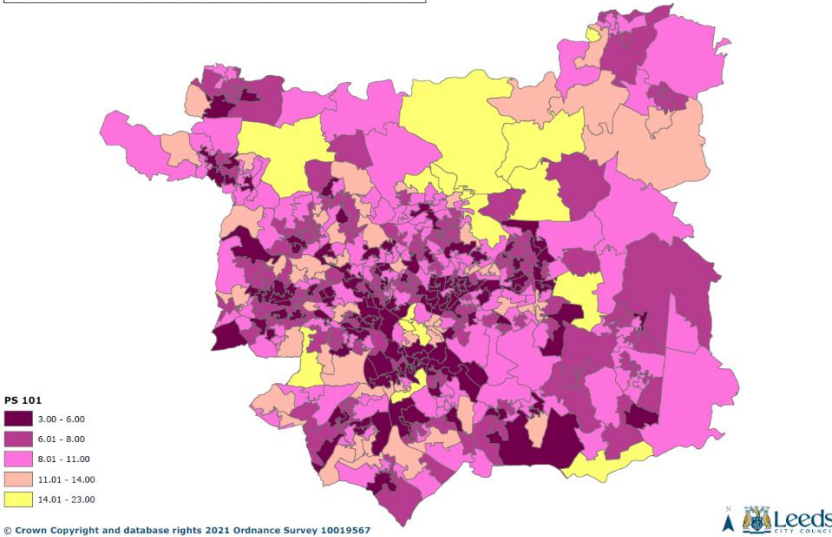 PS 101
3.00 - 6.00
6.01 - 8.00
8.01 - 11.00
11.01 - 14.00
14.01 - 23.00
© Crown Copyright and database rights 2021 Ordnance Survey 10019567
N
Leeds
CITY COUNCIL